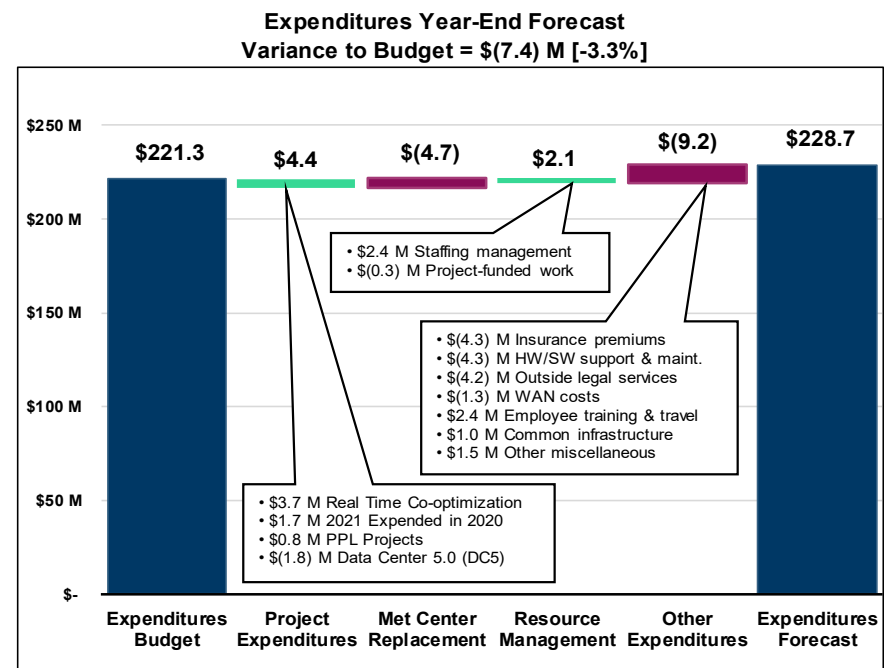 Expenditures Year-End Forecast
Variance to Budget = $(7.4) M [-3.3%]
$250 M
$200 M
$150 M
$100 M
$50 M
$-
$221.3
$4.4
$(4.7)
$2.1
$(9.2)
$228.7
• $2.4 M Staffing management
• $(0.3) M Project-funded work
• $(4.3) M Insurance premiums
• $(4.3) M HW/SW support & maint.
• $(4.2) M Outside legal services
• $(1.3) M WAN costs
• $2.4 M Employee training & travel
• $1.0 M Common infrastructure
• $1.5 M Other miscellaneous
• $3.7 M Real Time Co-optimization
• $1.7 M 2021 Expended in 2020
• $0.8 M PPL Projects
• $(1.8) M Data Center 5.0 (DC5)
Expenditures
Budget
Project
Expenditures
Met Center
Replacement
Resource
Management
Other
Expenditures
Expenditures
Forecast